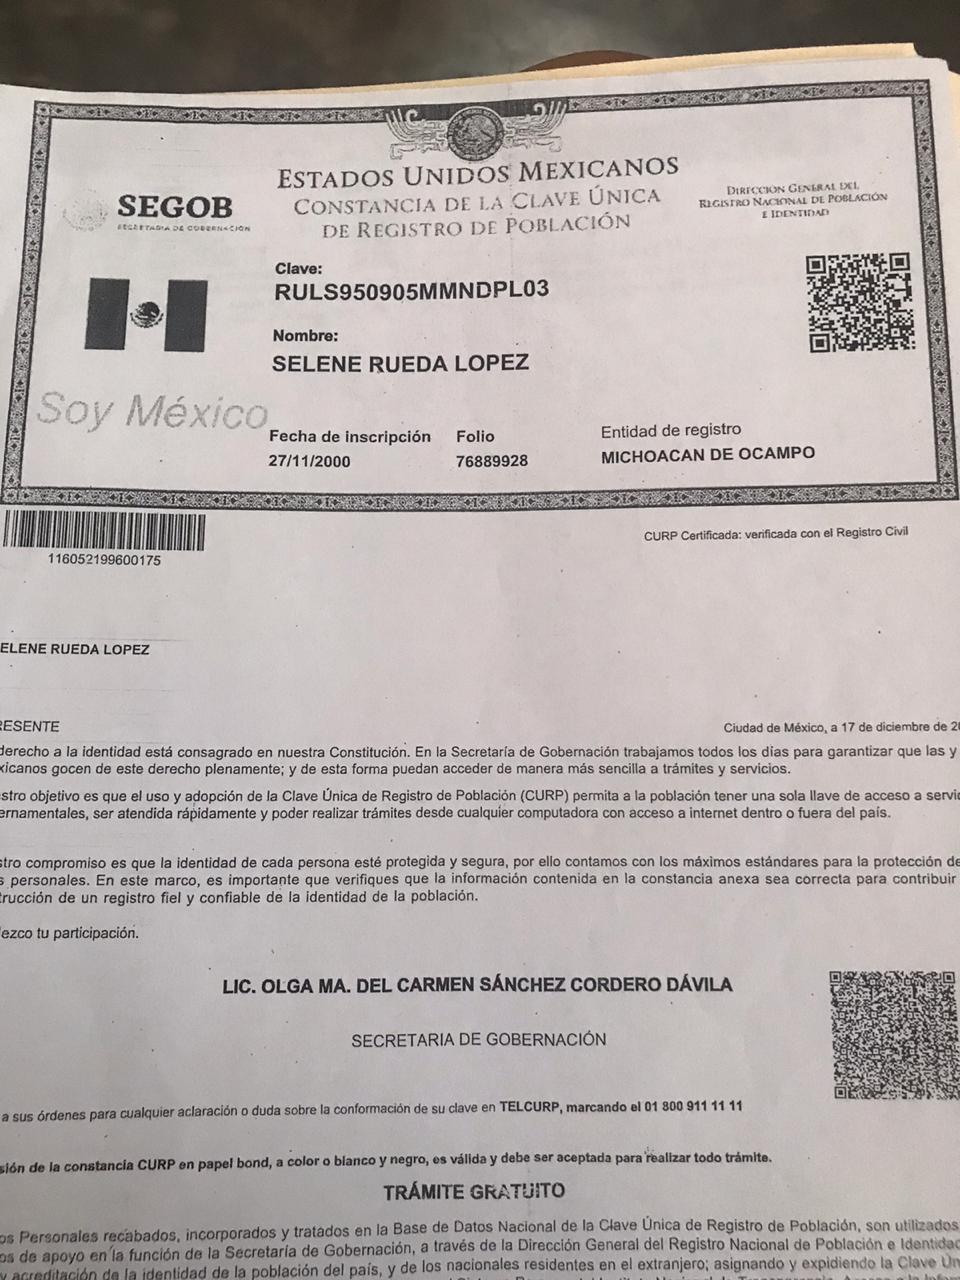 ESTADOS UNIDOS MEXICANOS
CONSTANCIA DE LA CLAVE ÚNICA
DE REGISTRO DE POBLACIÓN
SEGOB
SECRETARÍA DE GOBERNACIÓN
DIRECCIÓN GENERAL DEL
REGISTRO NACIONAL DE POBLACIÓN
E IDENTIDAD
Clave:
RULS950905MMNDPL03
Nombre:
SELENE RUEDA LOPEZ
Soy México
Fecha de inscripción
27/11/2000
Folio
76889928
Entidad de registro
MICHOACAN DE OCAMPO
116052199600175
CURP Certificada: verificada con el Registro Civil
ELENE RUEDA LOPEZ
RESENTE
Ciudad de México, a 17 de diciembre de 20
derecho a la identidad está consagrado en nuestra Constitución. En la Secretaría de Gobernación trabajamos todos los días para garantizar que las y
xicanos gocen de este derecho plenamente; y de esta forma puedan acceder de manera más sencilla a trámites y servicios.
stro objetivo es que el uso y adopción de la Clave Única de Registro de Población (CURP) permita a la población tener una sola llave de acceso a servic
ernamentales, ser atendida rápidamente y poder realizar trámites desde cualquier computadora con acceso a internet dentro o fuera del país.
stro compromiso es que la identidad de cada persona esté protegida y segura, por ello contamos con los máximos estándares para la protección de
s personales. En este marco, es importante que verifiques que la información contenida en la constancia anexa sea correcta para contribuir
trucción de un registro fiel y confiable de la identidad de la población.
ezco tu participación.
LIC. OLGA MA. DEL CARMEN SÁNCHEZ CORDERO DÁVILA
SECRETARIA DE GOBERNACIÓN
a sus órdenes para cualquier aclaración o duda sobre la conformación de su clave en TELCURP, marcando el 01 800 911 11 11
sión de la constancia CURP en papel bond, a color o blanco y negro, es válida y debe ser aceptada para realizar todo trámite.
TRÁMITE GRATUITO
os Personales recabados, incorporados y tratados en la Base de Datos Nacional de la Clave Única de Registro de Población, son utilizados
os de apoyo en la función de la Secretaría de Gobernación, a través de la Dirección General del Registro Nacional de Población e Identidad
y acreditación de la identidad de la población del país, y de los nacionales residentes en el extranjero; asignando y expidiendo la Clave Ún